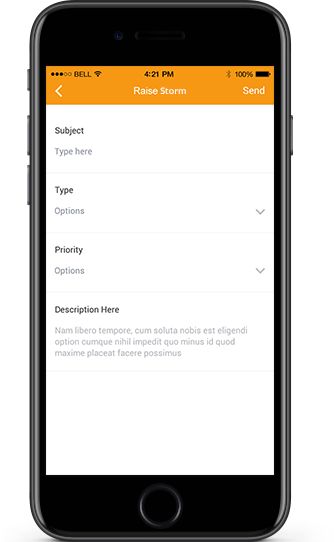 BELL 4:21 PM 100%
Raise Storm Send
Subject
Type here
Type
Options
Priority
Options
Description Here
Nam libero tempore, cum soluta nobis est eligendi
option cumque nihil impedit quo minus id quod
maxime placeat facere possimus